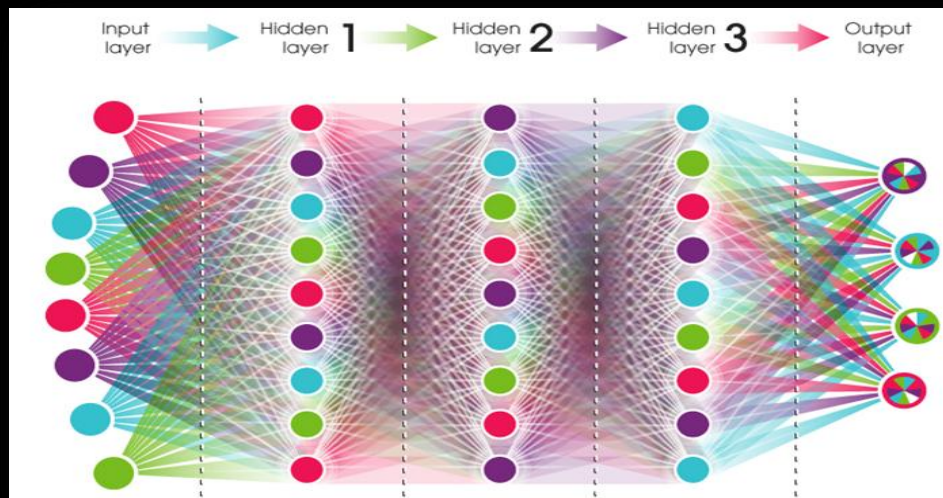 Input layer
Hidden layer 1
Hidden layer 2
Hidden layer 3
Output layer